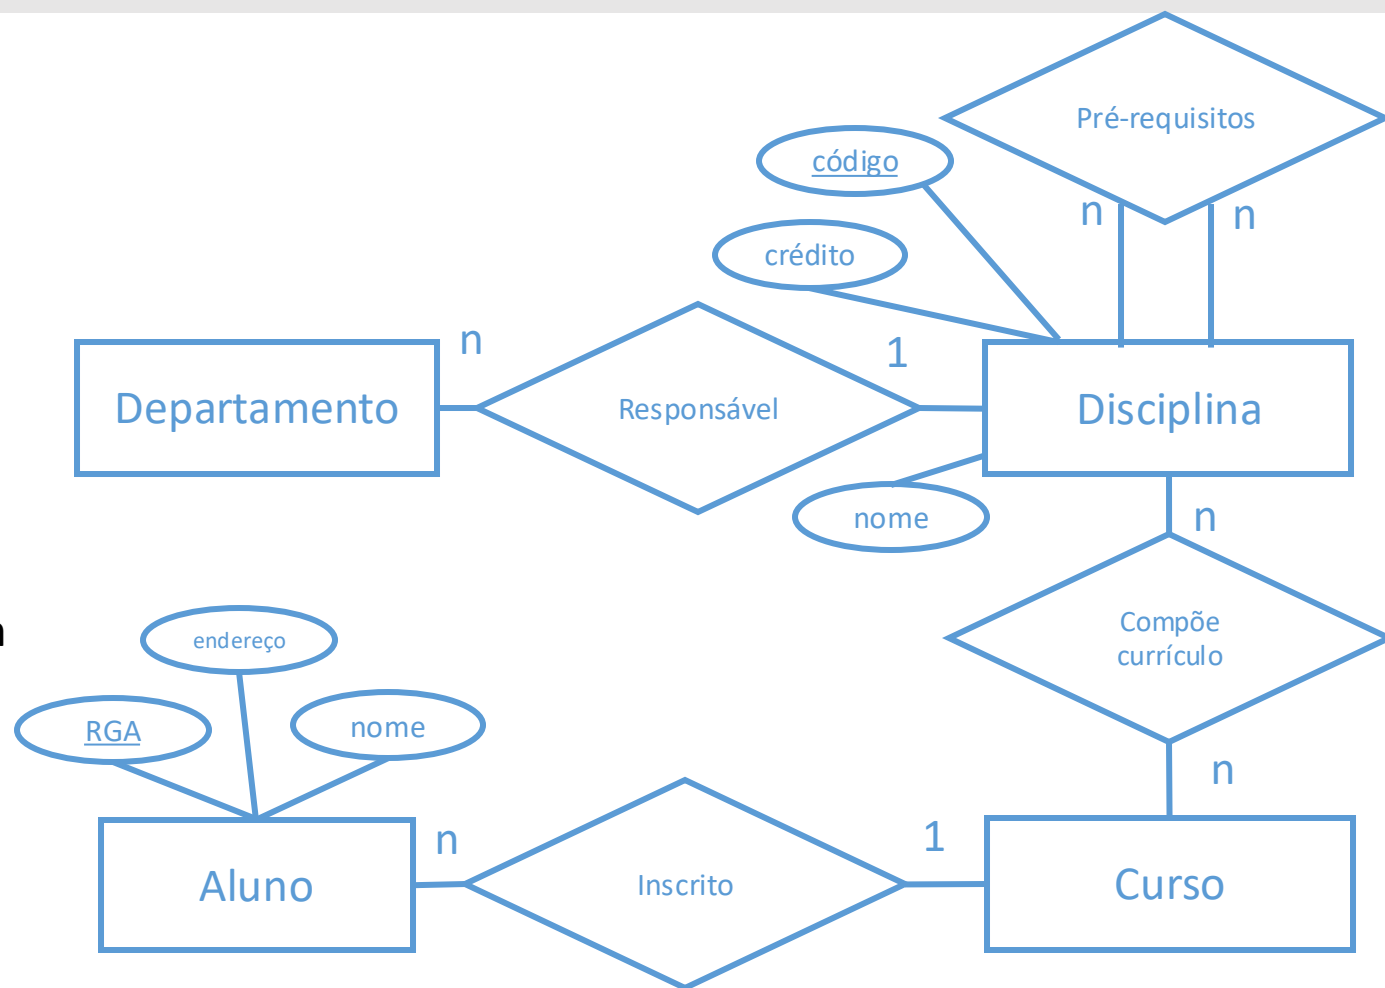 Pré-requisitos
código
n
n
crédito
n
1
Departamento
Responsável
Disciplina
nome
n
endereço
Compõe
currículo
RGA
nome
n
n
1
Aluno
Inscrito
Curso